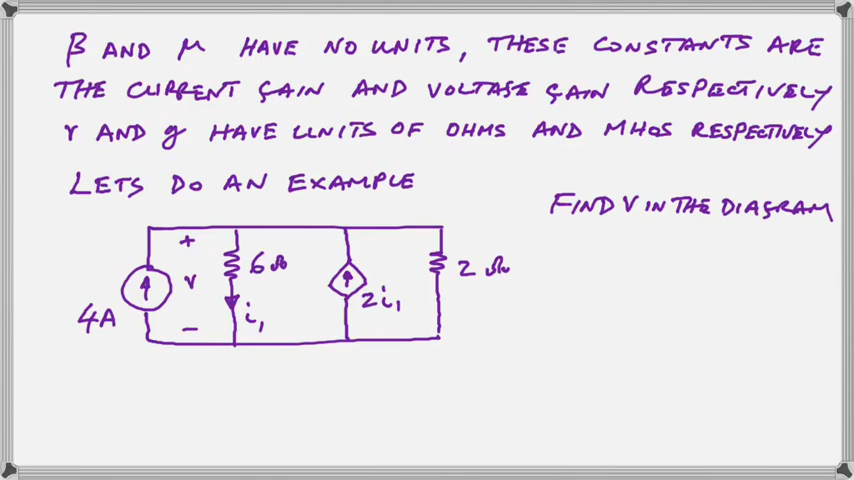 β AND μ HAVE NO UNITS, THESE CONSTANTS ARE
THE CURRENT GAIN AND VOLTAGE GAIN RESPECTIVELY
r AND g HAVE UNITS OF OHMS AND MHOS RESPECTIVELY
LETS DO AN EXAMPLE
FIND V IN THE DIAGRAM
+
6Ω
2Ω
v
2i₁
4A
i₁
−